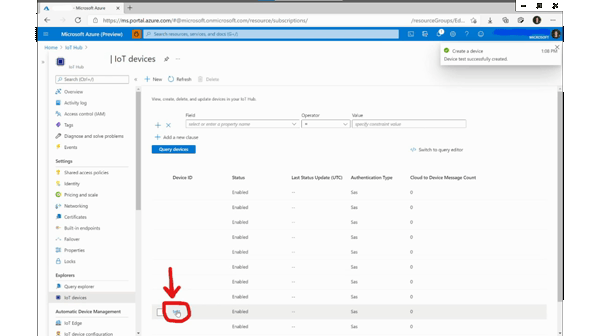 Microsoft Azure
https://ms.portal.azure.com/#@microsoft.onmicrosoft.com/resource/subscriptions/ /resourceGroups/Ed...
Microsoft Azure (Preview)
Search resources, services, and docs (G+/)
MICROSOFT
Home > IoT Hub >
| IoT devices
Create a device 1:08 PM
Device test successfully created.
Search (Ctrl+/)
New Refresh Delete
Overview
Activity log
Access control (IAM)
Tags
Diagnose and solve problems
Events
Settings
Shared access policies
Identity
Pricing and scale
Networking
Certificates
Built-in endpoints
Failover
Properties
Locks
Explorers
Query explorer
IoT devices
Automatic Device Management
IoT Edge
IoT device configuration
View, create, delete, and update devices in your IoT Hub.
Field Operator Value
select or enter a property name = specify constraint value
Add a new clause
Query devices Switch to query editor
Device ID Status Last Status Update (UTC) Authentication Type Cloud to Device Message Count
Enabled -- Sas 0
Enabled -- Sas 0
Enabled -- Sas 0
Enabled -- Sas 0
Enabled -- Sas 0
Enabled -- Sas 0
Enabled -- Sas 0
Enabled -- Sas 0
Enabled -- Sas 0
Enabled -- Sas 0